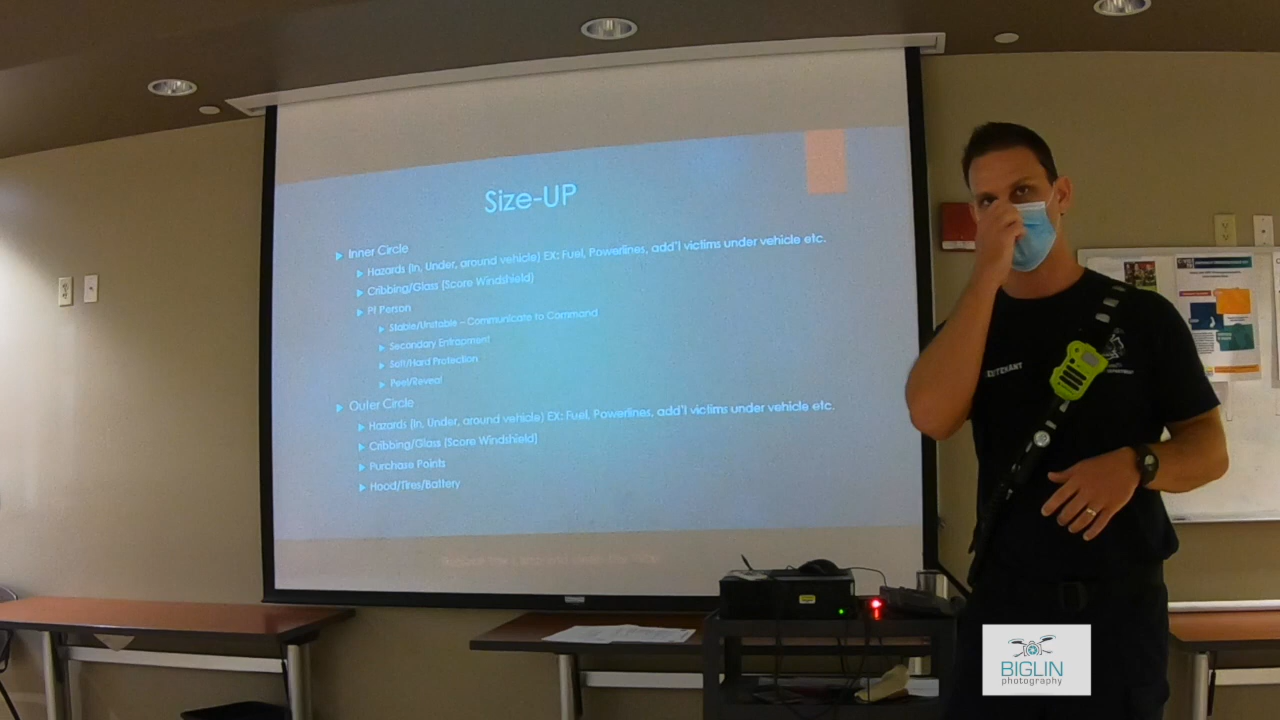 Size-UP
Inner Circle
Hazards (In, Under, around vehicle) EX: Fuel, Powerlines, add'l victims under vehicle etc.
Cribbing/Glass (Score Windshield)
Pt Person
Stable/Unstable – Communicate to Command
Secondary Entrapment
Soft/Hard Protection
Peel/Reveal
Outer Circle
Hazards (In, Under, around vehicle) EX: Fuel, Powerlines, add'l victims under vehicle etc.
Cribbing/Glass (Score Windshield)
Purchase Points
Hood/Tires/Battery
BIGLIN
photography